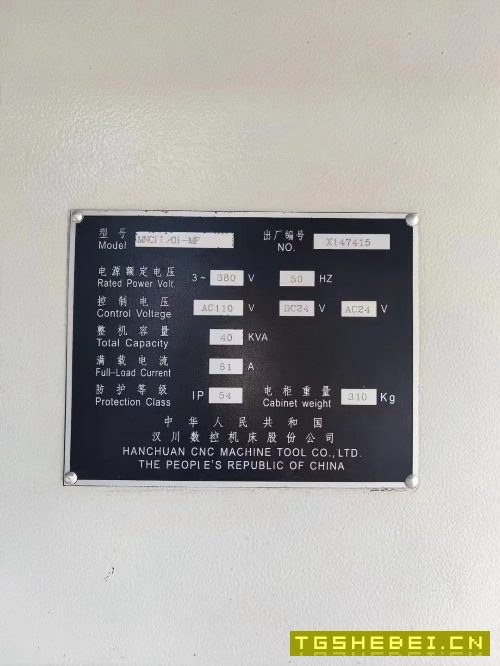 型号 出厂编号
Model MNC(T/0i-MF NO. X147415
电源额定电压 3~ 380 V 50 HZ
Rated Power Volt.
控制电压 AC110 V DC24 V AC24 V
Control Voltage
整机容量 40 KVA
Total Capacity
满载电流 61 A
Full-Load Current
防护等级 IP 54 电柜重量 310 Kg
Protection Class Cabinet weight
中华人民共和国
汉川数控机床股份公司
HANCHUAN CNC MACHINE TOOL CO., LTD.
THE PEOPLE'S REPUBLIC OF CHINA
TGSHEBEI.CN